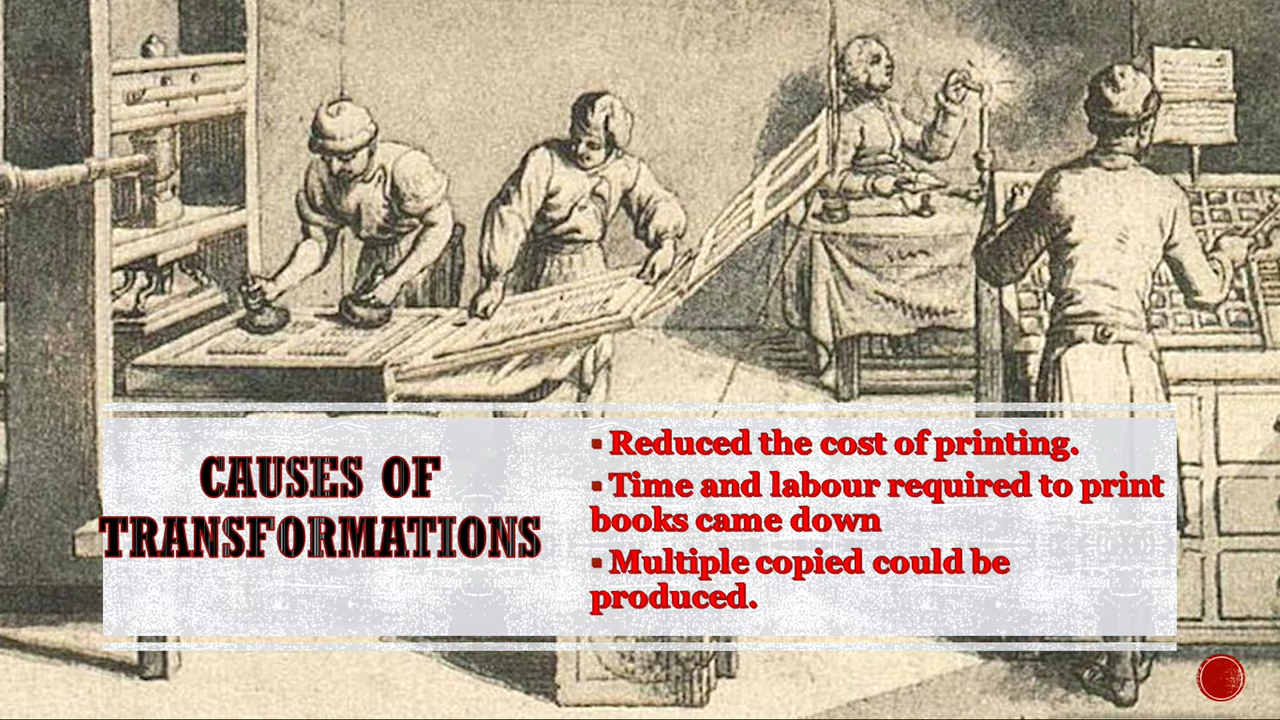 CAUSES OF
TRANSFORMATIONS
▪ Reduced the cost of printing.
▪ Time and labour required to print
books came down
▪ Multiple copied could be
produced.